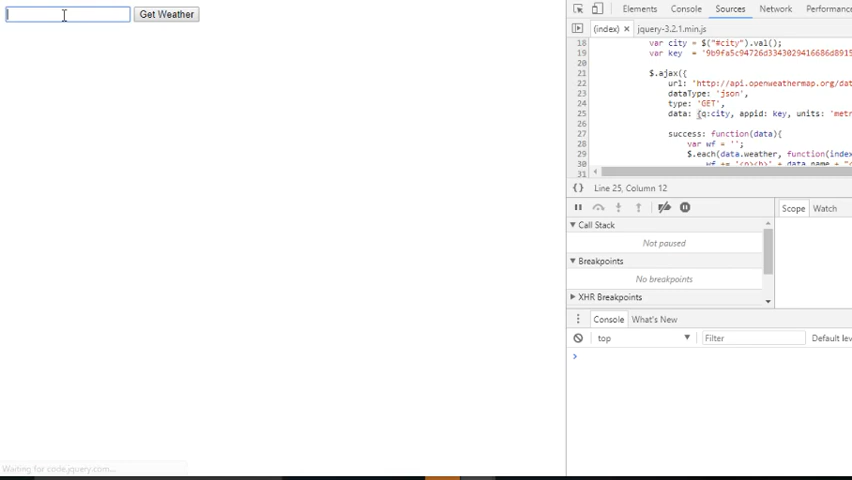 Get Weather
Elements Console Sources Network Performance
(index) × jquery-3.2.1.min.js
18 var city = $("#city").val();
19 var key = '9b9fa5c94726d3343029416686d8915
20
21 $.ajax({
22 url: 'http://api.openweathermap.org/dat
23 dataType: 'json',
24 type: 'GET',
25 data: {q:city, appid: key, units: 'metr
26
27 success: function(data){
28 var wf = '';
29 $.each(data.weather, function(index
30 wf += '<p><b>' + data.name + "<
31
{} Line 25, Column 12
Scope Watch
Call Stack
Not paused
Breakpoints
No breakpoints
XHR Breakpoints
Console What's New
top Filter Default lev
>
Waiting for code.jquery.com...